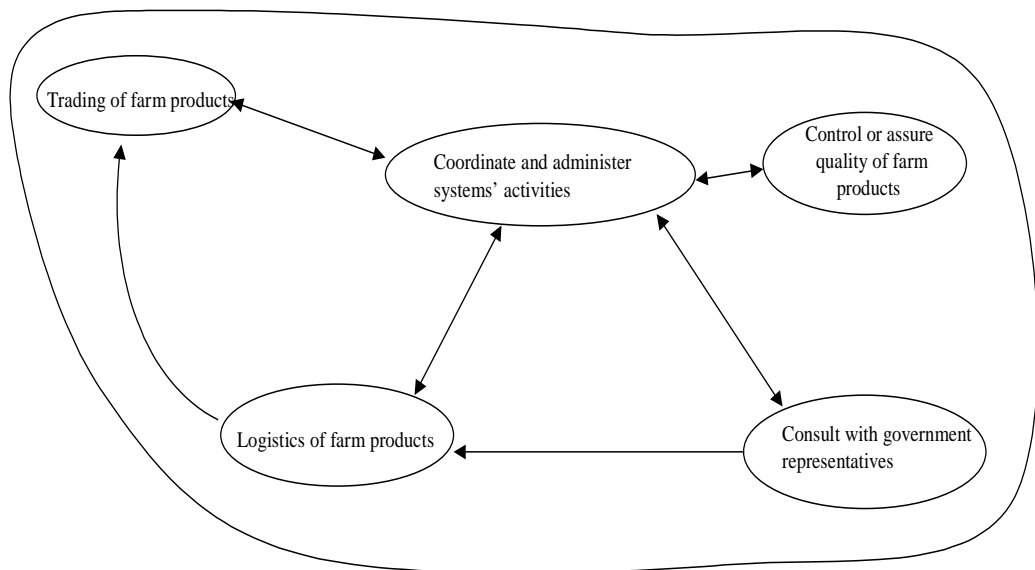 Trading of farm products
Coordinate and administer
systems’ activities
Control or assure
quality of farm
products
Logistics of farm products
Consult with government
representatives